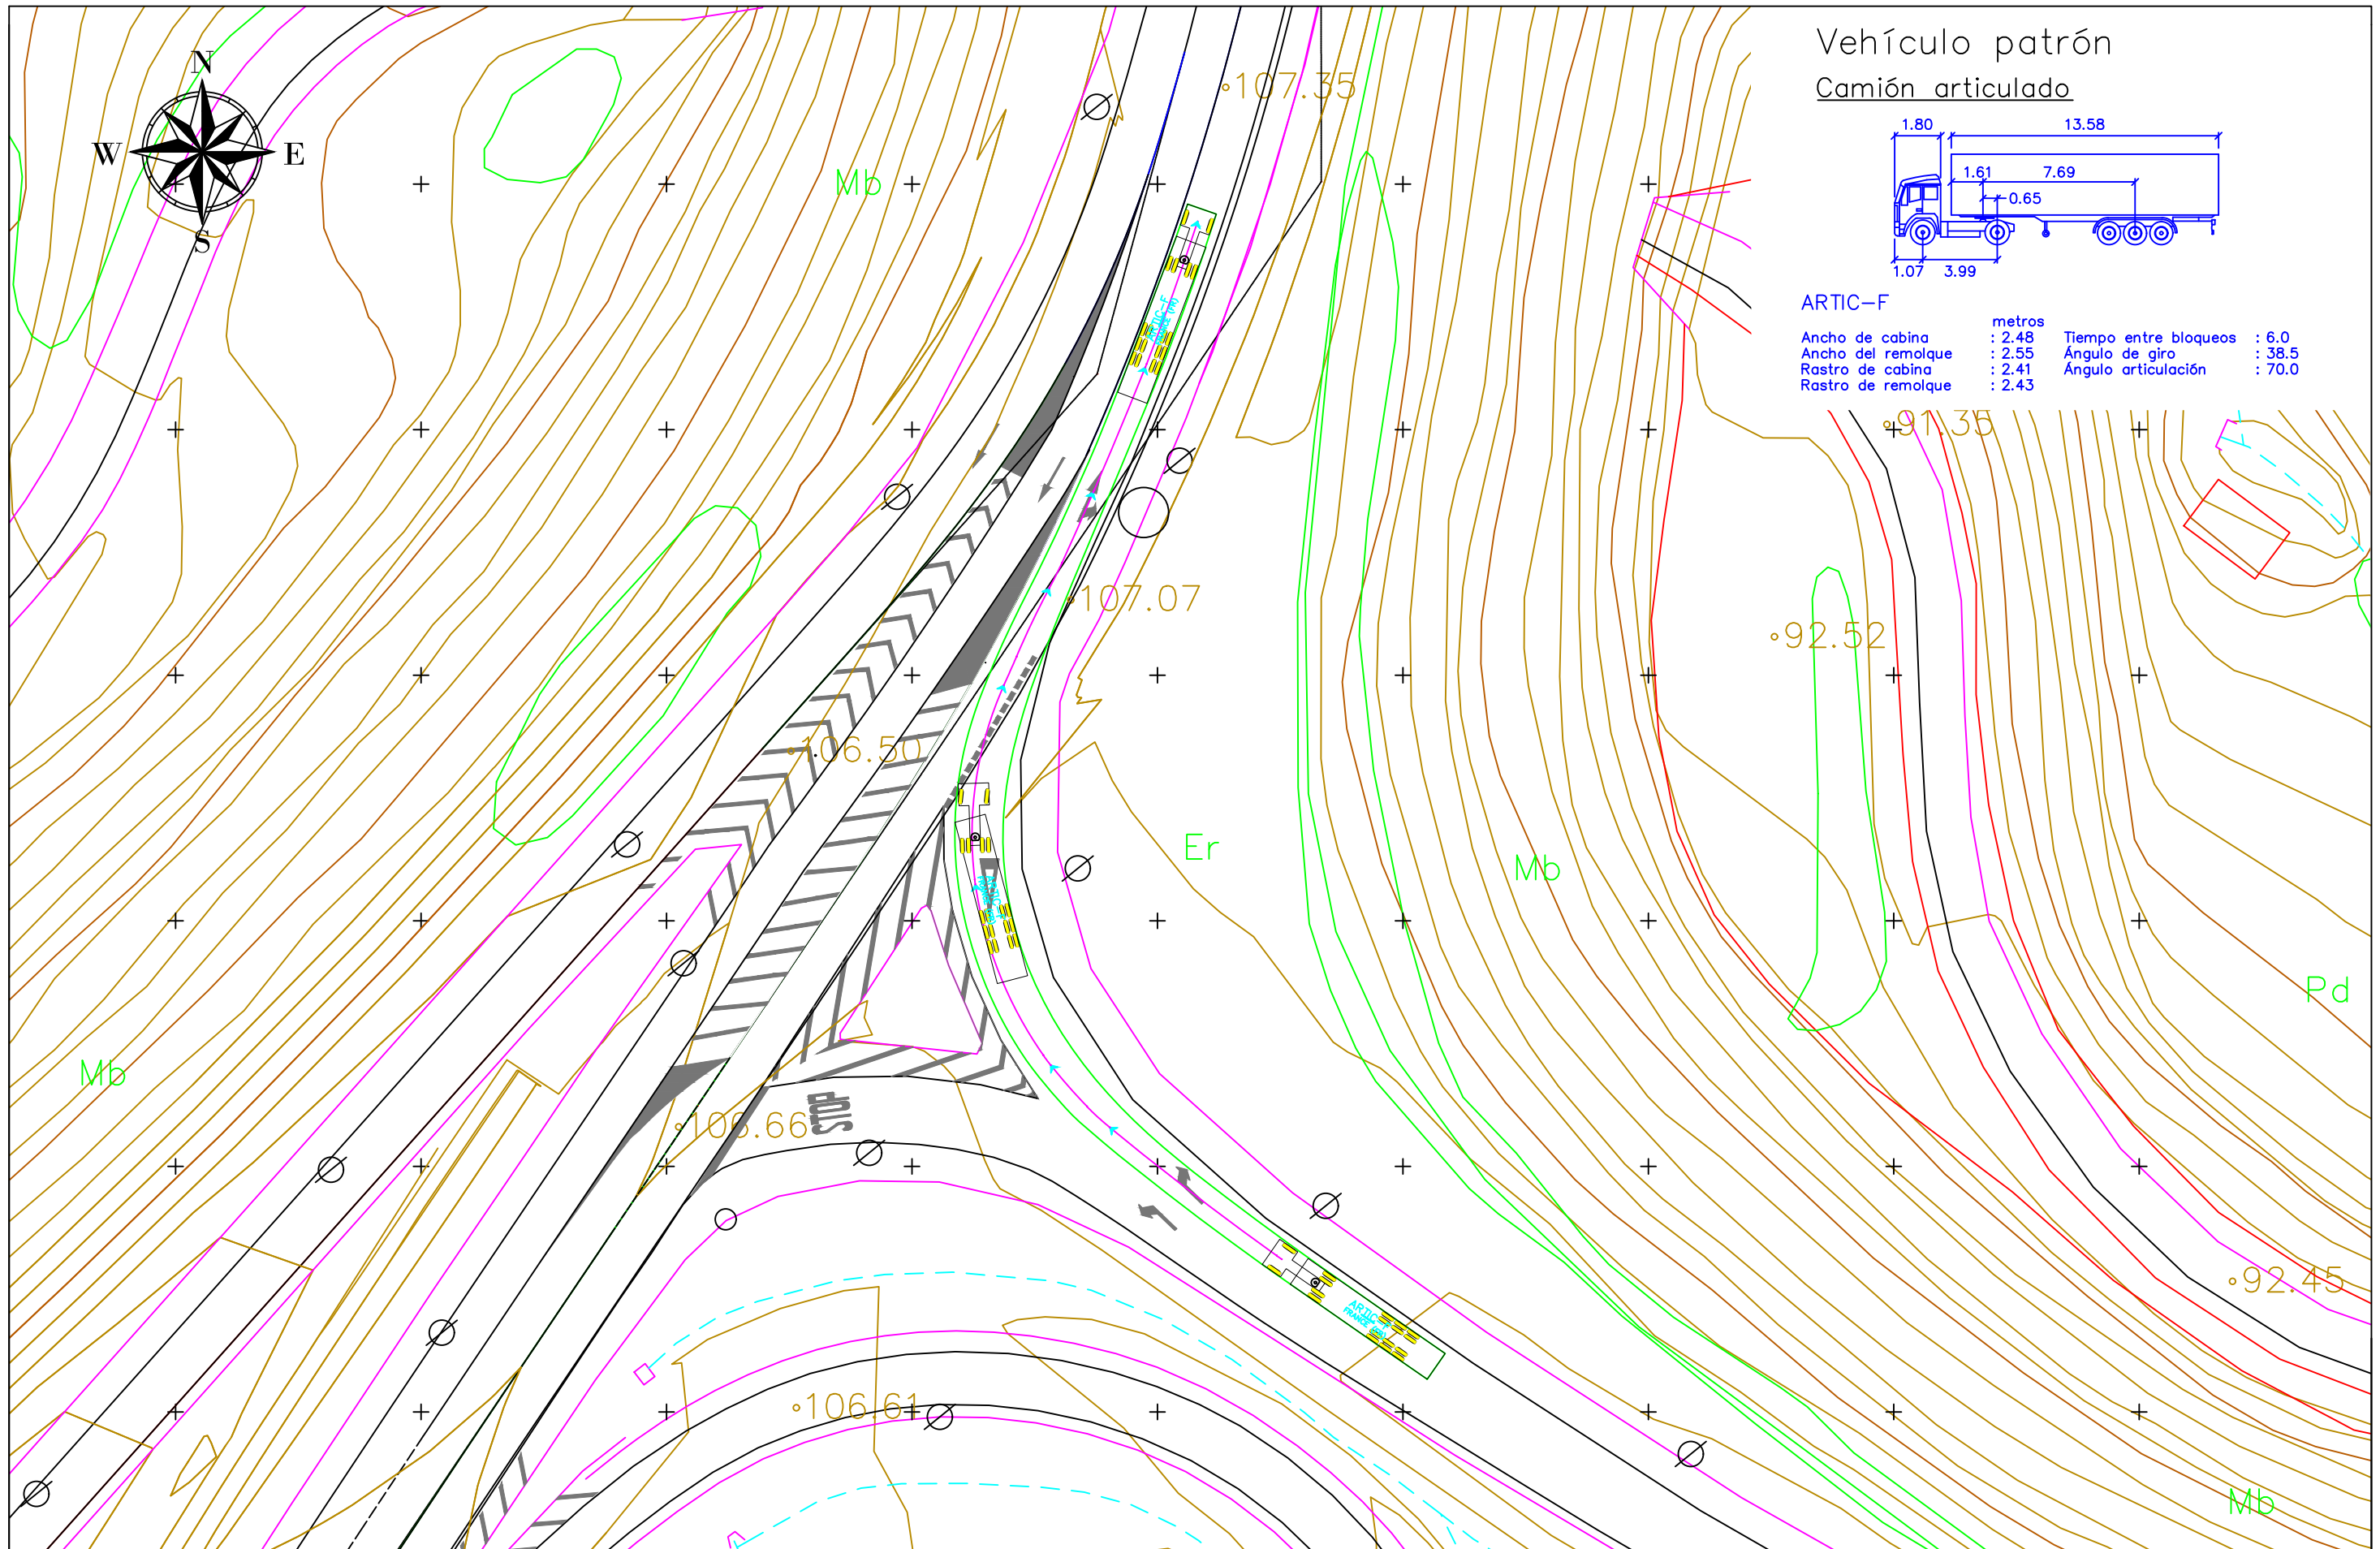 N
W E
S
Vehículo patrón
Camión articulado
1.80 13.58
1.61 7.69
0.65
1.07 3.99
ARTIC-F
metros
Ancho de cabina : 2.48 Tiempo entre bloqueos : 6.0
Ancho del remolque : 2.55 Ángulo de giro : 38.5
Rastro de cabina : 2.41 Ángulo articulación : 70.0
Rastro de remolque : 2.43
107.35
Mb
ARTIC-F
91.35
107.07
92.52
106.50
Er
Mb
Pd
Mb
106.66
STOP
92.45
ARTIC-F
FRANCE (FR)
106.61
Mb